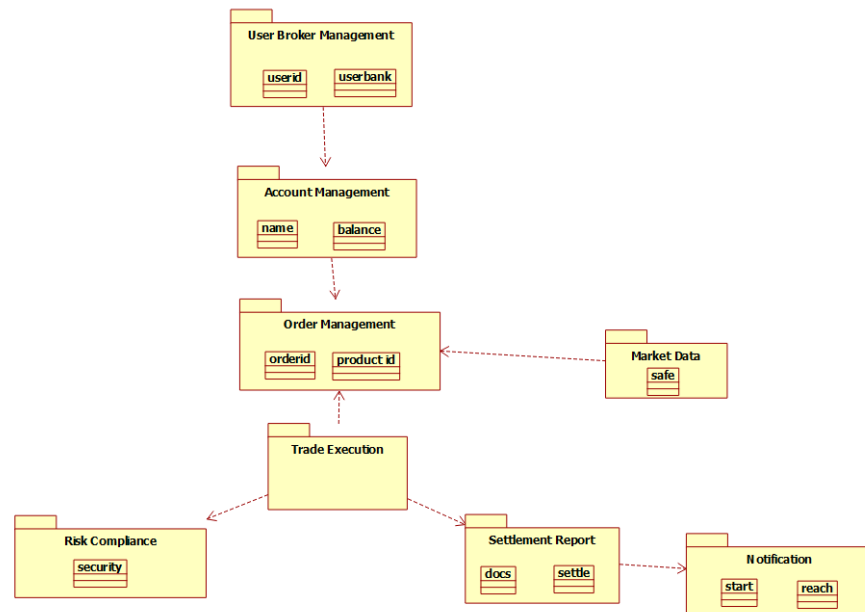 User Broker Management
userid
userbank
Account Management
name
balance
Order Management
orderid
product id
Market Data
safe
Trade Execution
Risk Compliance
security
Settlement Report
docs
settle
Notification
start
reach